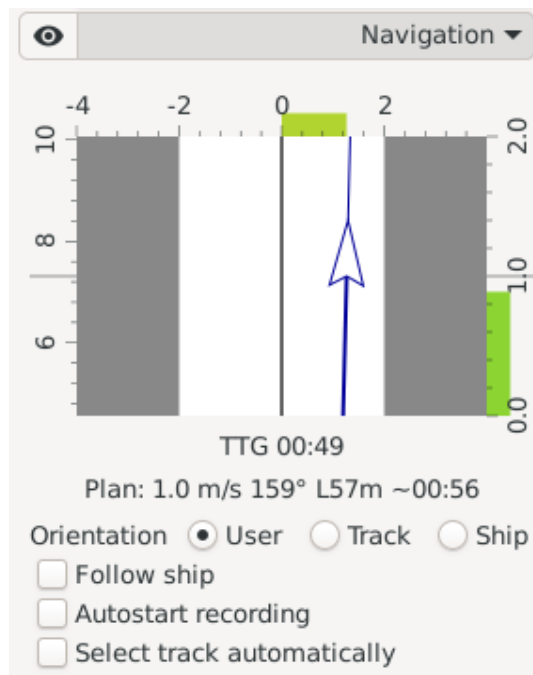 Navigation
-4 -2 0 2
10 8 6
2.0 1.0 0.0
TTG 00:49
Plan: 1.0 m/s 159° L57m ~00:56
Orientation User Track Ship
Follow ship
Autostart recording
Select track automatically